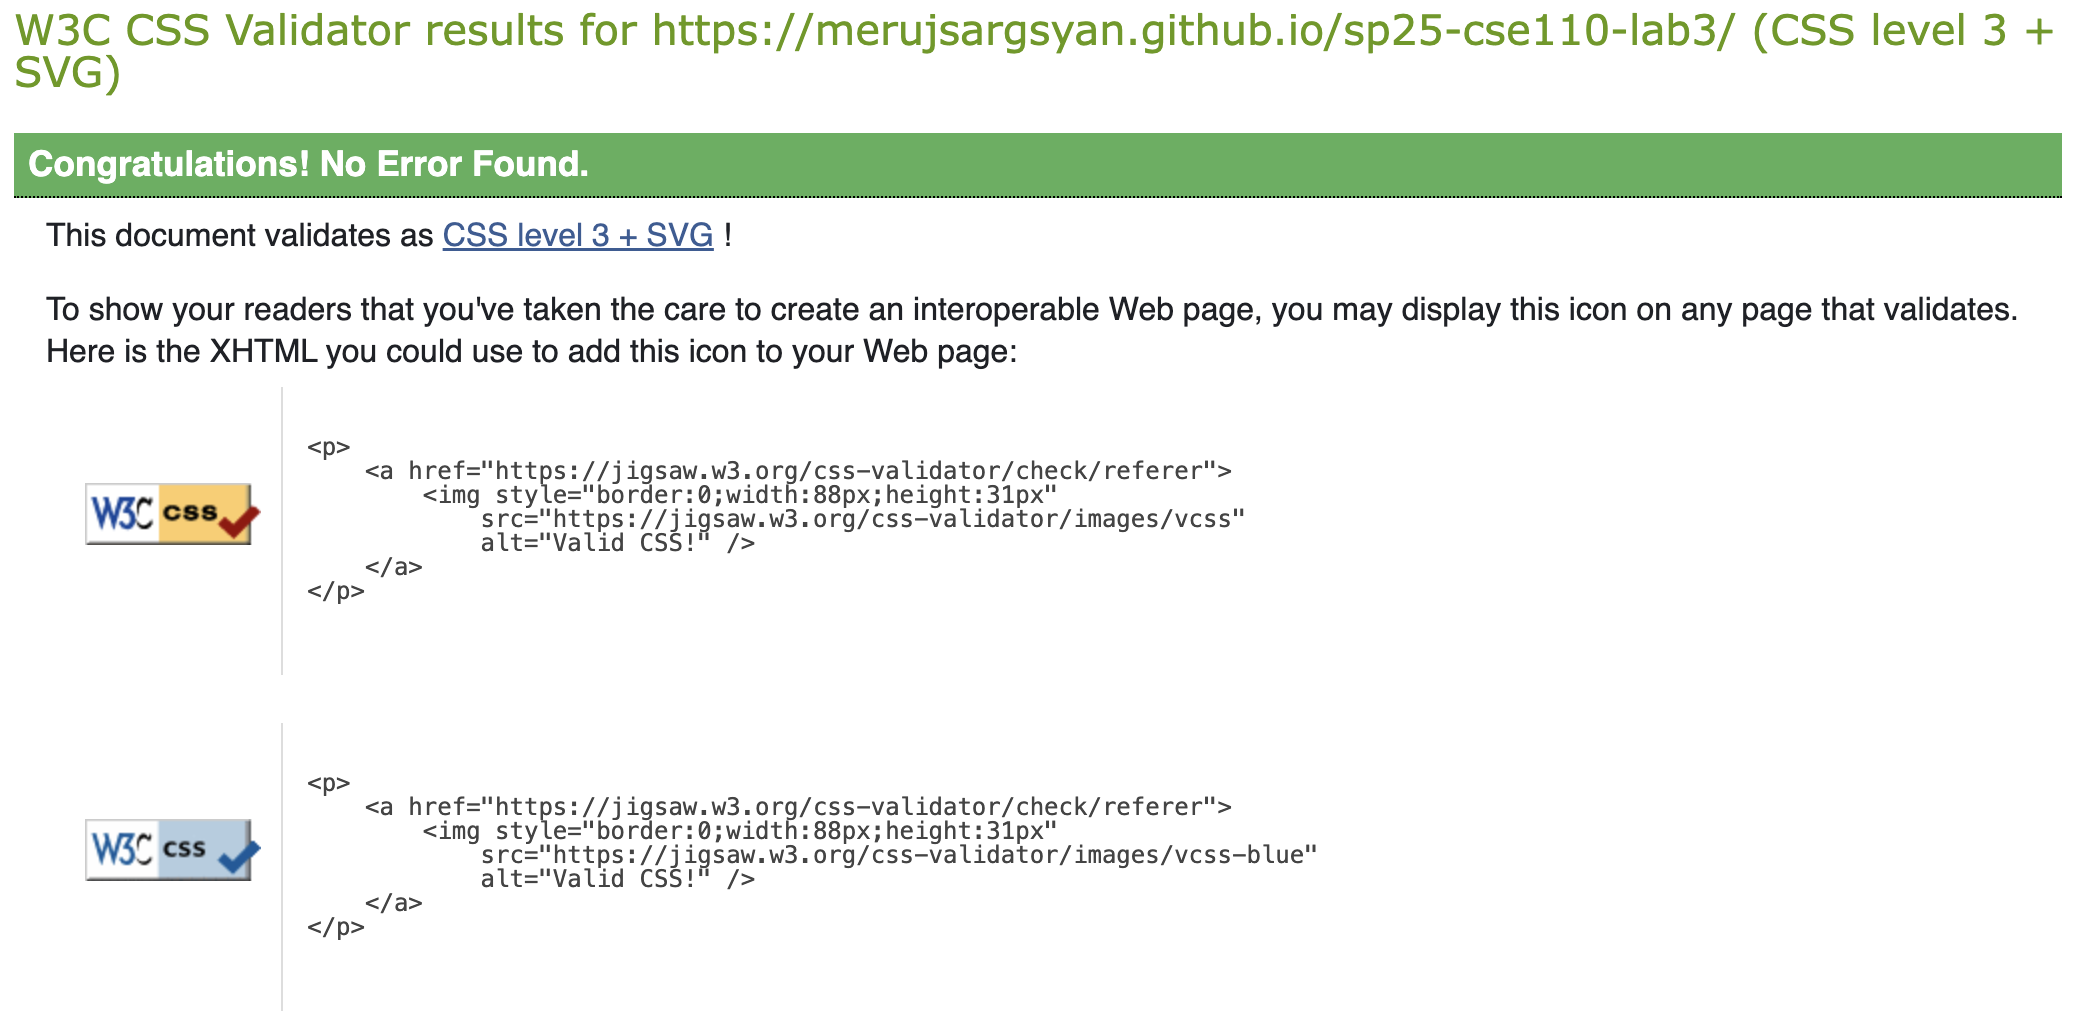 W3C CSS Validator results for https://merujsargsyan.github.io/sp25-cse110-lab3/ (CSS level 3 +
SVG)
Congratulations! No Error Found.
This document validates as CSS level 3 + SVG !
To show your readers that you've taken the care to create an interoperable Web page, you may display this icon on any page that validates.
Here is the XHTML you could use to add this icon to your Web page:
W3C css
<p>
    <a href="https://jigsaw.w3.org/css-validator/check/referer">
        <img style="border:0;width:88px;height:31px"
            src="https://jigsaw.w3.org/css-validator/images/vcss"
            alt="Valid CSS!" />
    </a>
</p>
W3C css
<p>
    <a href="https://jigsaw.w3.org/css-validator/check/referer">
        <img style="border:0;width:88px;height:31px"
            src="https://jigsaw.w3.org/css-validator/images/vcss-blue"
            alt="Valid CSS!" />
    </a>
</p>